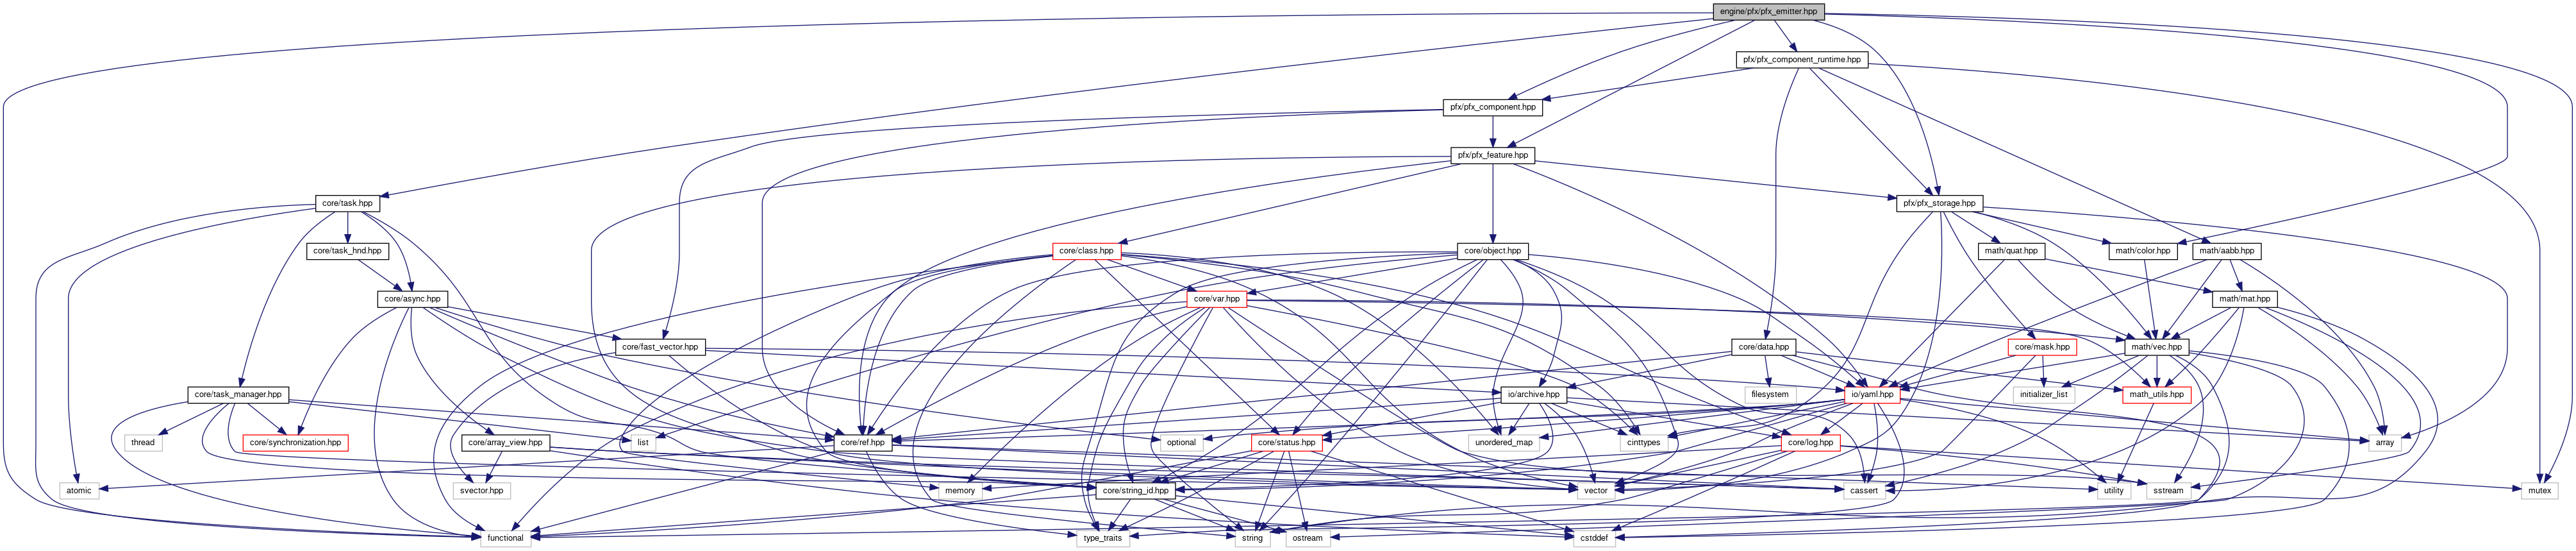 engine/pfx/pfx_emitter.hpp
pfx/pfx_component_runtime.hpp
pfx/pfx_component.hpp
pfx/pfx_feature.hpp
core/task.hpp
pfx/pfx_storage.hpp
core/task_hnd.hpp
core/class.hpp
core/object.hpp
math/quat.hpp
math/color.hpp
math/aabb.hpp
core/async.hpp
core/var.hpp
math/mat.hpp
core/fast_vector.hpp
core/data.hpp
core/mask.hpp
math/vec.hpp
core/task_manager.hpp
io/archive.hpp
filesystem
io/yaml.hpp
initializer_list
math_utils.hpp
thread
core/synchronization.hpp
core/array_view.hpp
list
core/ref.hpp
optional
core/status.hpp
unordered_map
cinttypes
core/log.hpp
array
atomic
svector.hpp
memory
core/string_id.hpp
vector
cassert
utility
sstream
mutex
functional
type_traits
string
ostream
cstddef